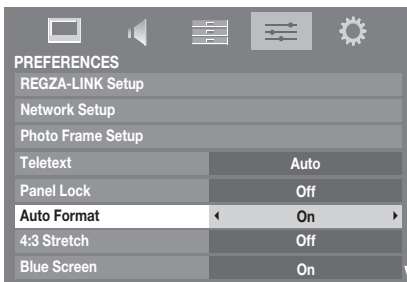 PREFERENCES
REGZA-LINK Setup
Network Setup
Photo Frame Setup
Teletext Auto
Panel Lock Off
Auto Format On
4:3 Stretch Off
Blue Screen On